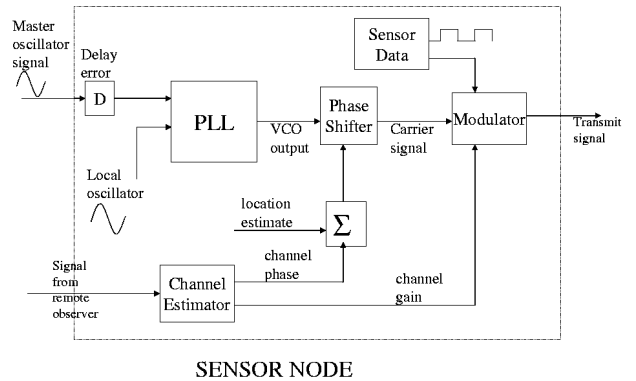 Master
oscillator
signal
Delay
error
D
PLL
Local
oscillator
VCO
output
Phase
Shifter
Carrier
signal
Sensor
Data
Modulator
Transmit
signal
location
estimate
Σ
channel
phase
Signal
from
remote
observer
Channel
Estimator
channel
gain
SENSOR NODE